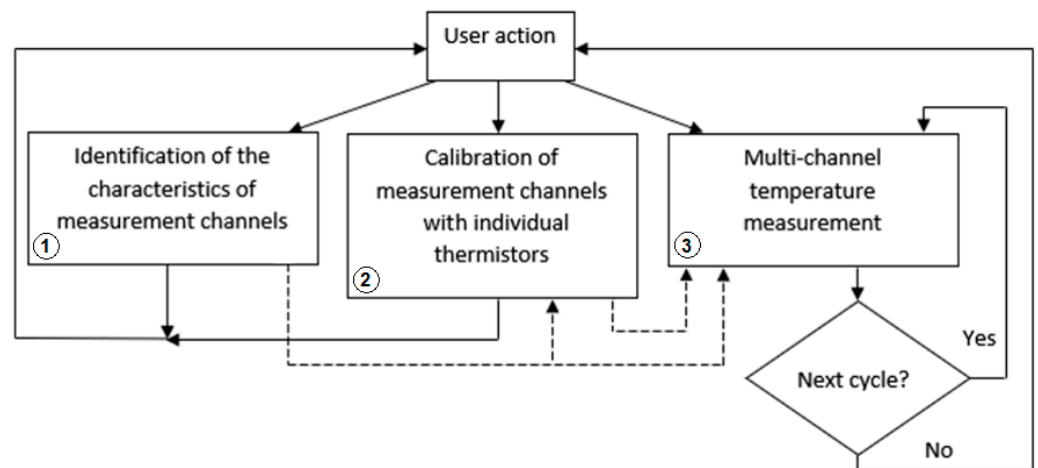 User action
Identification of the
characteristics of
measurement channels
1
Calibration of
measurement channels
with individual
thermistors
2
Multi-channel
temperature
measurement
3
Yes
Next cycle?
No